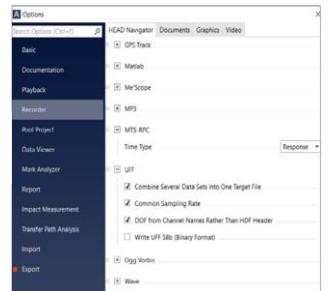 Options
Search Options (Ctrl+F)
HEAD Navigator Documents Graphics Video
Basic
Documentation
Playback
Recorder
Pool Project
Data Viewer
Mark Analyzer
Report
Impact Measurement
Transfer Path Analysis
Import
Export
GPS Track
Matlab
Me'Scope
MP3
MTS-RPC
Time Type Response
UFF
Combine Several Data Sets into One Target File
Common Sampling Rate
DOF from Channel Names Rather Than HDF Header
Write UFF 58b (Binary Format)
Ogg Vorbis
Wave